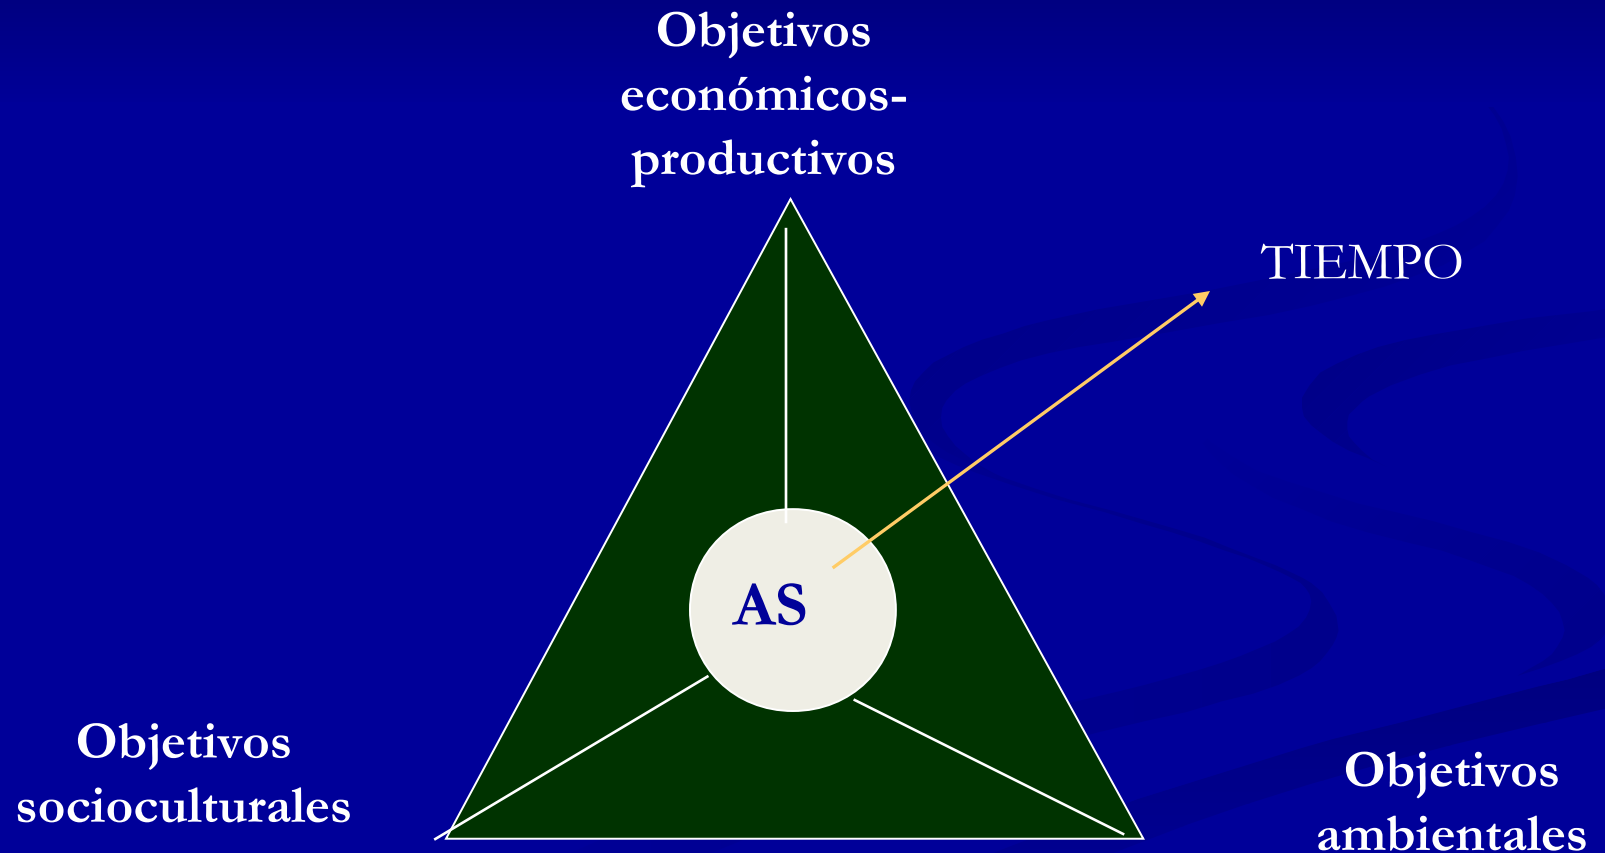 Objetivos
económicos-
productivos
TIEMPO
AS
Objetivos
socioculturales
Objetivos
ambientales